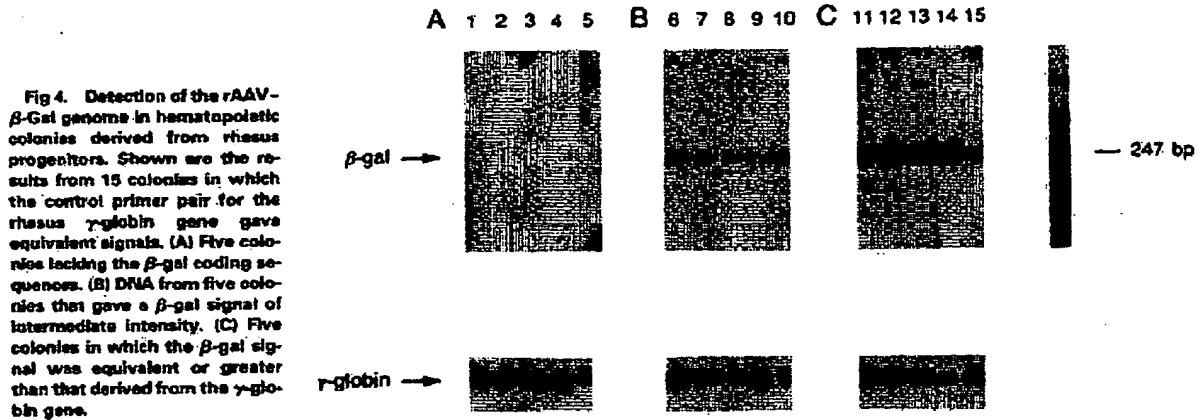 Fig 4. Detection of the rAAV–
β-Gal genome in hematopoietic
colonies derived from rhesus
progenitors. Shown are the re-
sults from 15 colonies in which
the control primer pair for the
rhesus γ-globin gene gave
equivalent signals. (A) Five colo-
nies lacking the β-gal coding se-
quences. (B) DNA from five colo-
nies that gave a β-gal signal of
intermediate intensity. (C) Five
colonies in which the β-gal sig-
nal was equivalent or greater
than that derived from the γ-glo-
bin gene.
A 1 2 3 4 5 B 6 7 8 9 10 C 11 12 13 14 15
β-gal
247 bp
γ-globin